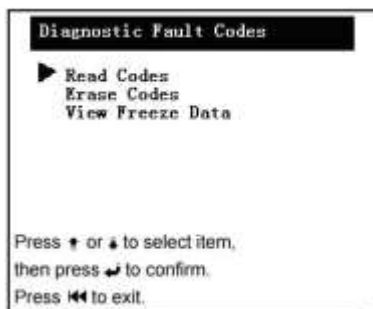 Diagnostic Fault Codes
Read Codes
Erase Codes
View Freeze Data
Press ↑ or ↓ to select item,
then press ↵ to confirm.
Press ⏮ to exit.